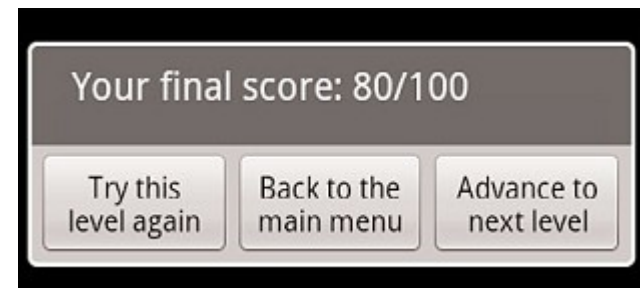 Your final score: 80/100
Try this
level again
Back to the
main menu
Advance to
next level